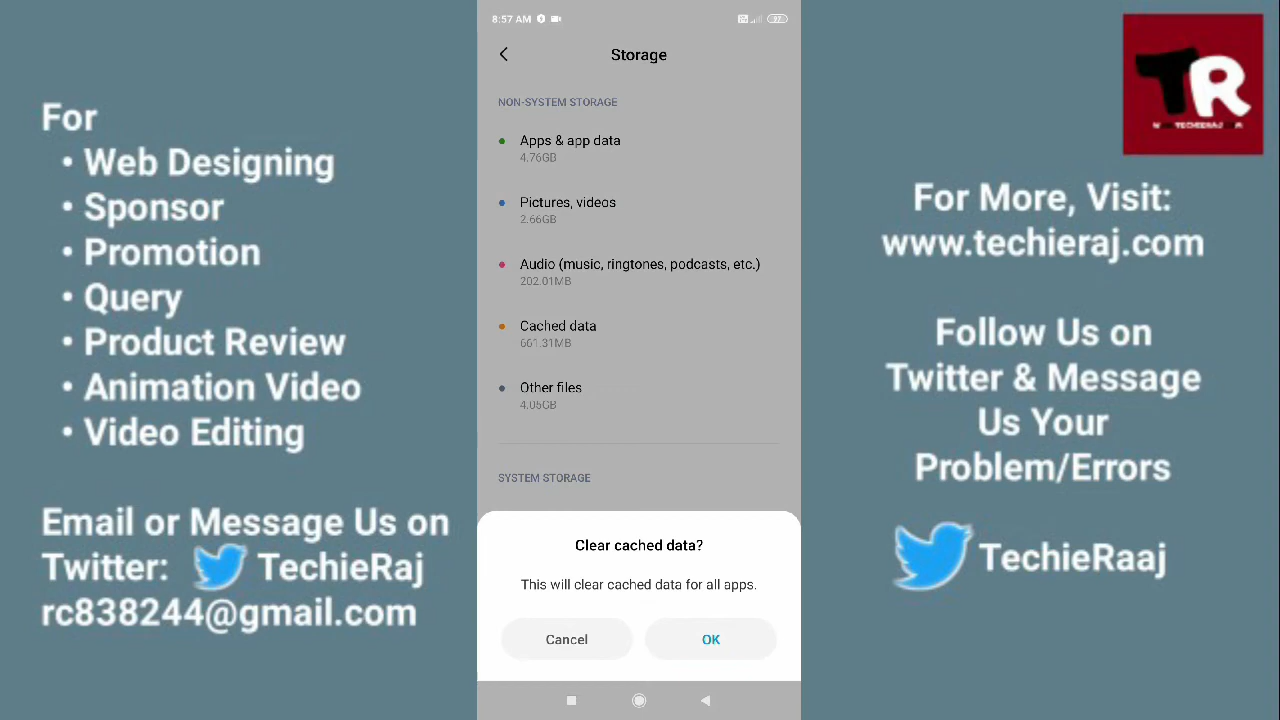 For
• Web Designing
• Sponsor
• Promotion
• Query
• Product Review
• Animation Video
• Video Editing
Email or Message Us on
Twitter: TechieRaj
rc838244@gmail.com
8:57 AM
97
Storage
NON-SYSTEM STORAGE
Apps & app data
4.76GB
Pictures, videos
2.66GB
Audio (music, ringtones, podcasts, etc.)
202.01MB
Cached data
661.31MB
Other files
4.05GB
SYSTEM STORAGE
Clear cached data?
This will clear cached data for all apps.
Cancel
OK
TR
For More, Visit:
www.techieraj.com
Follow Us on
Twitter & Message
Us Your
Problem/Errors
TechieRaaj